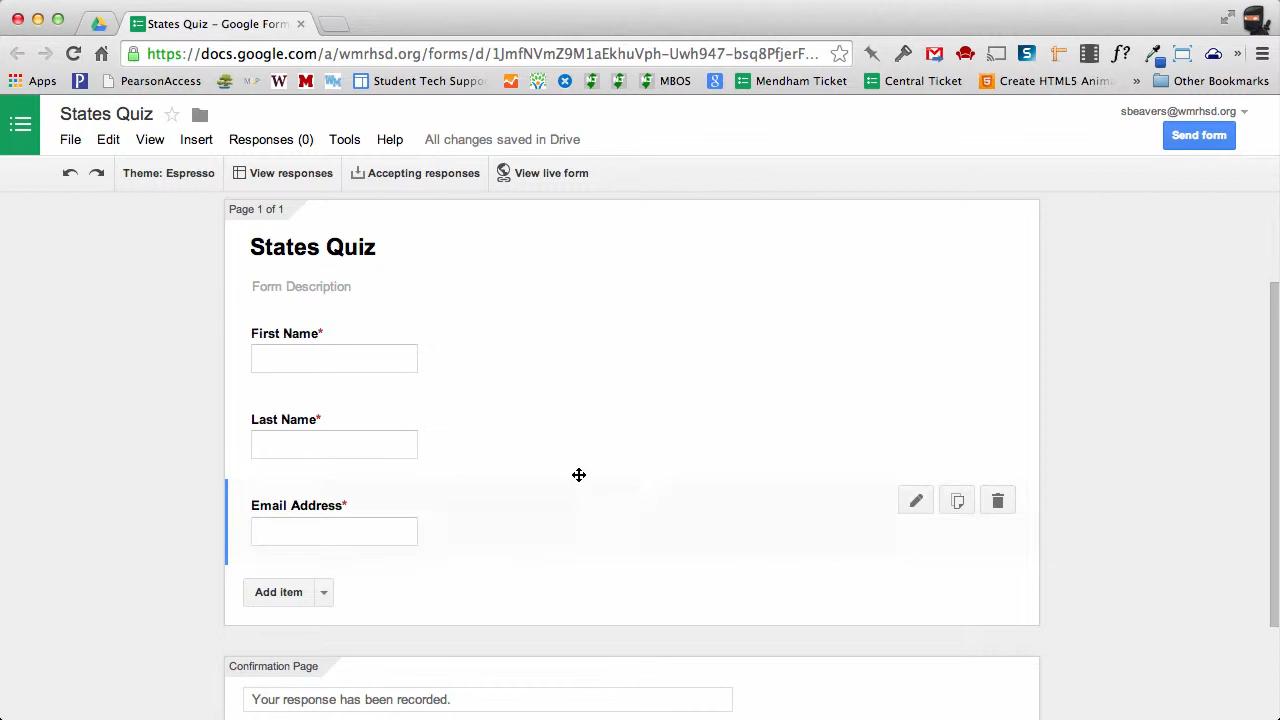 States Quiz – Google Form
https://docs.google.com/a/wmrhsd.org/forms/d/1JmfNVmZ9M1aEkhuVph-Uwh947-bsq8PfjerF...
Apps PearsonAccess Student Tech Suppor MBOS Mendham Ticket Central Ticket Create HTML5 Anima » Other Bookmarks
States Quiz
sbeavers@wmrhsd.org
File Edit View Insert Responses (0) Tools Help All changes saved in Drive
Send form
Theme: Espresso View responses Accepting responses View live form
Page 1 of 1
States Quiz
Form Description
First Name*
Last Name*
Email Address*
Add item
Confirmation Page
Your response has been recorded.